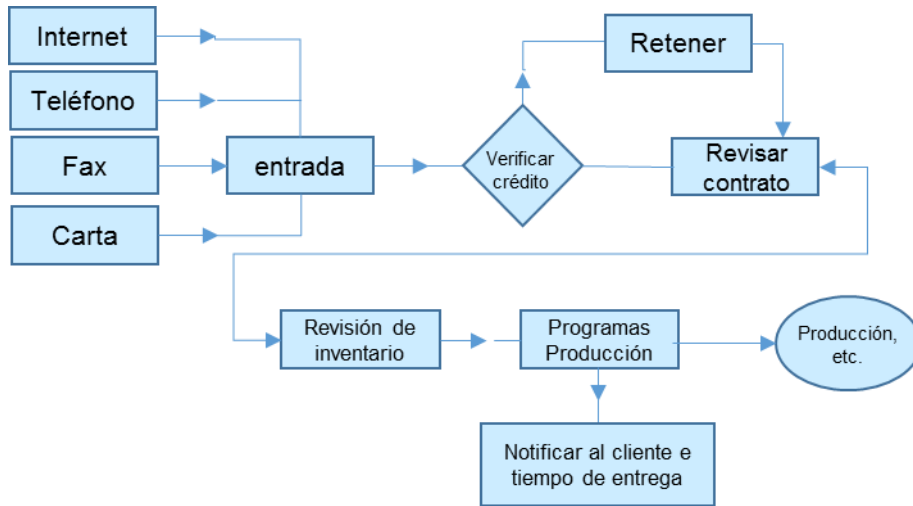 Internet
Teléfono
Fax
Carta
entrada
Verificar
crédito
Retener
Revisar
contrato
Revisión de
inventario
Programas
Producción
Producción,
etc.
Notificar al cliente e
tiempo de entrega